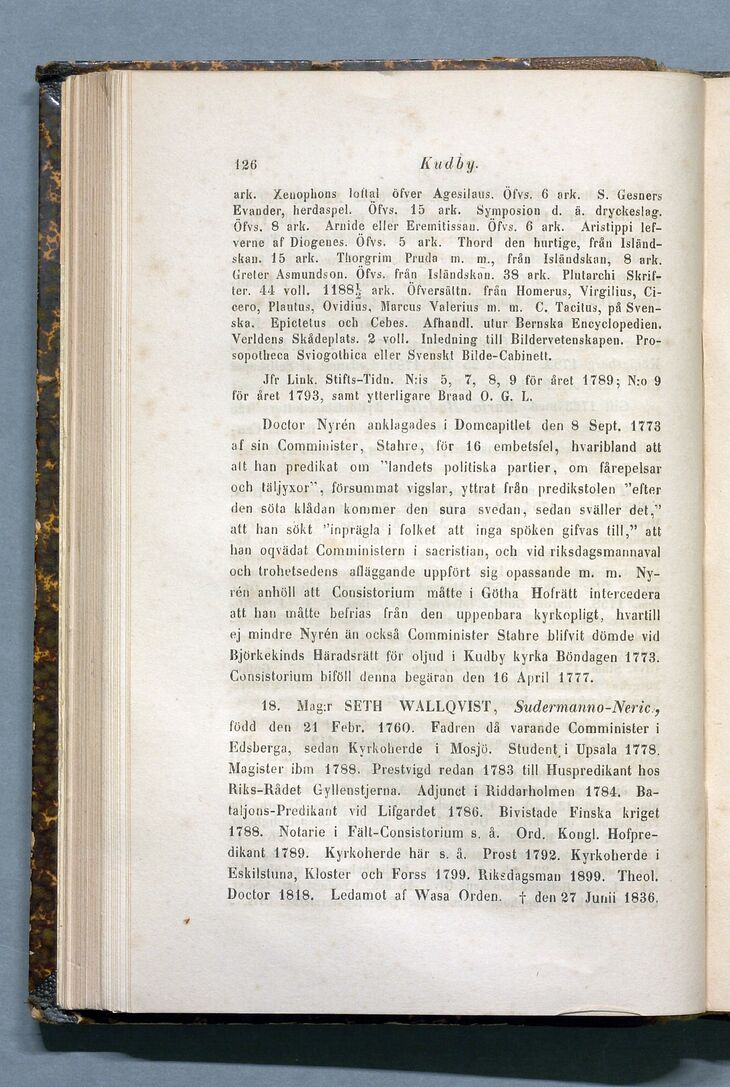 126 Kudby.
ark. Xenophons loftal öfver Agesilaus. Öfvs. 6 ark. S. Gesners
Evander, herdaspel. Öfvs. 15 ark. Symposion d. ä. dryckeslag.
Öfvs. 8 ark. Arnide eller Eremitissan. Öfvs. 6 ark. Aristippi lef-
verne af Diogenes. Öfvs. 5 ark. Thord den hurtige, från Isländ-
skan. 15 ark. Thorgrim Pruda m. m., från Isländskan, 8 ark.
Greter Asmundson. Öfvs. från Isländskan. 38 ark. Plutarchi Skrif-
ter. 44 voll. 1188½ ark. Öfversättn. från Homerus, Virgilius, Ci-
cero, Plautus, Ovidius, Marcus Valerius m. m. C. Tacitus, på Sven-
ska. Epictetus och Cebes. Afhandl. utur Bernska Encyclopedien.
Verldens Skådeplats. 2 voll. Inledning till Bildervetenskapen. Pro-
sopotheca Sviogothica eller Svenskt Bilde-Cabinett.
Jfr Link. Stifts-Tidn. N:is 5, 7, 8, 9 för året 1789; N:o 9
för året 1793, samt ytterligare Braad O. G. L.
Doctor Nyrén anklagades i Domcapitlet den 8 Sept. 1773
af sin Comminister, Stahre, för 16 embetsfel, hvaribland att
att han predikat om "landets politiska partier, om fårepelsar
och täljyxor", försummat vigslar, yttrat från predikstolen "efter
den söta klådan kommer den sura svedan, sedan sväller det,"
att han sökt "inprägla i folket att inga spöken gifvas till," att
han oqvädat Comministern i sacristian, och vid riksdagsmannaval
och trohetsedens afläggande uppfört sig opassande m. m. Ny-
rén anhöll att Consistorium måtte i Götha Hofrätt intercedera
att han måtte befrias från den uppenbara kyrkopligt, hvartill
ej mindre Nyrén än också Comminister Stahre blifvit dömde vid
Björkekinds Häradsrätt för oljud i Kudby kyrka Böndagen 1773.
Consistorium biföll denna begäran den 16 April 1777.
18. Mag:r SETH WALLQVIST, Sudermanno-Neric.,
född den 21 Febr. 1760. Fadren då varande Comminister i
Edsberga, sedan Kyrkoherde i Mosjö. Student i Upsala 1778.
Magister ibm 1788. Prestvigd redan 1783 till Huspredikant hos
Riks-Rådet Gyllenstjerna. Adjunct i Riddarholmen 1784. Ba-
taljons-Predikant vid Lifgardet 1786. Bivistade Finska kriget
1788. Notarie i Fält-Consistorium s. å. Ord. Kongl. Hofpre-
dikant 1789. Kyrkoherde här s. å. Prost 1792. Kyrkoherde i
Eskilstuna, Kloster och Forss 1799. Riksdagsman 1899. Theol.
Doctor 1818. Ledamot af Wasa Orden. † den 27 Junii 1836.